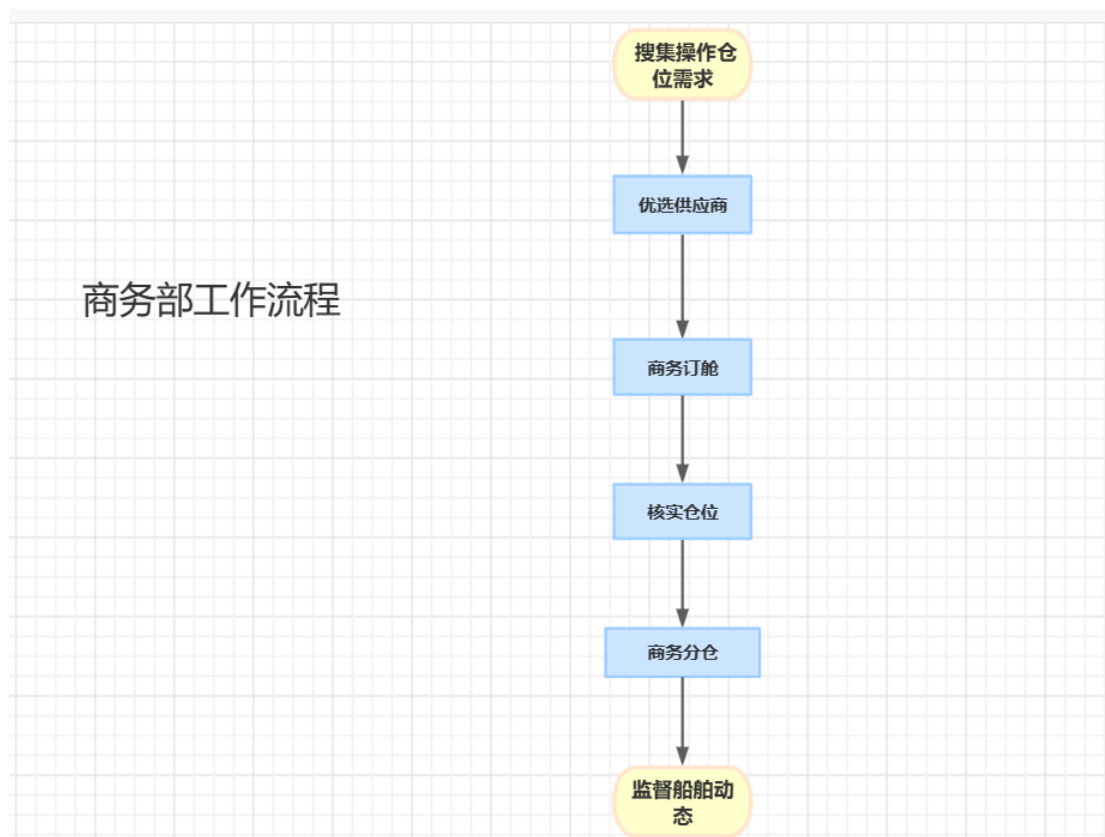 搜集操作仓
位需求
优选供应商
商务部工作流程
商务订舱
核实仓位
商务分仓
监督船舶动
态